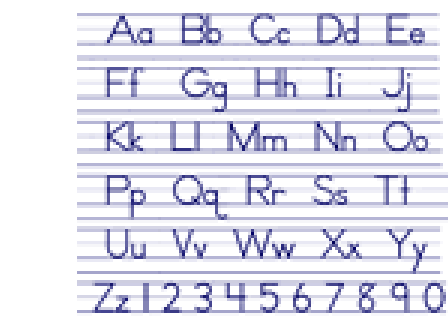 Aa Bb Cc Dd Ee
Ff Gg Hh Ii Jj
Kk Ll Mm Nn Oo
Pp Qq Rr Ss Tt
Uu Vv Ww Xx Yy
Zz 1 2 3 4 5 6 7 8 9 0